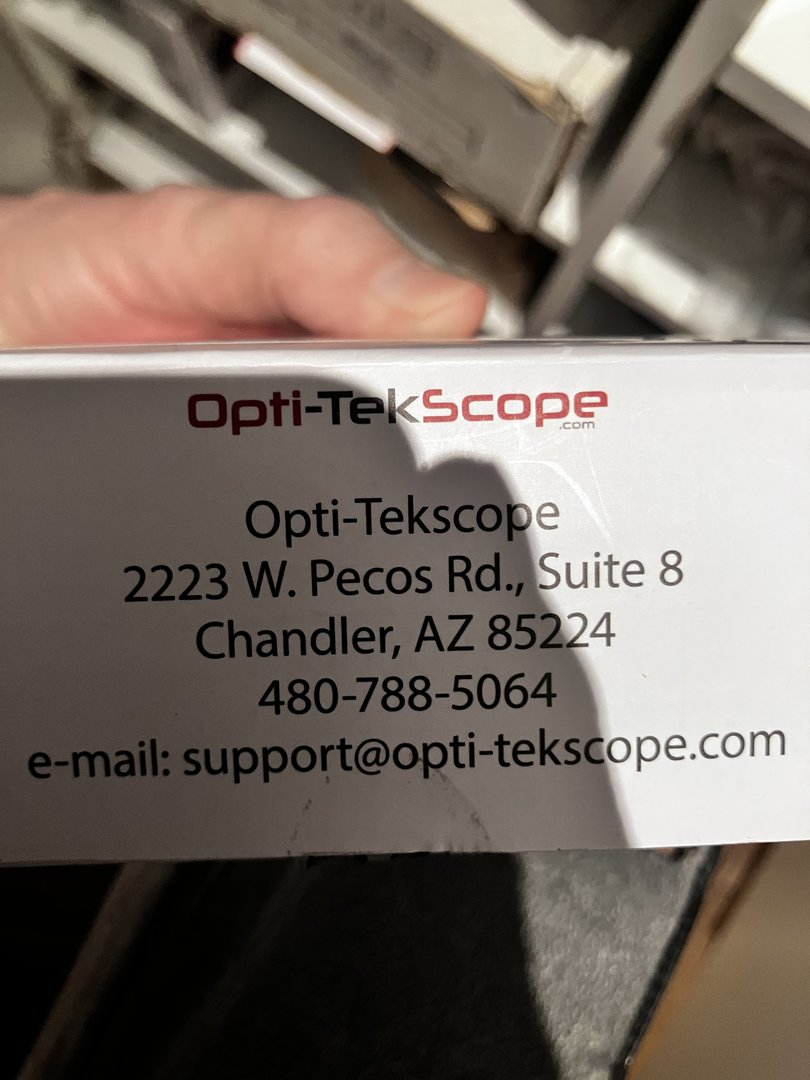 Opti-TekScope
.com
Opti-Tekscope
2223 W. Pecos Rd., Suite 8
Chandler, AZ 85224
480-788-5064
e-mail: support@opti-tekscope.com